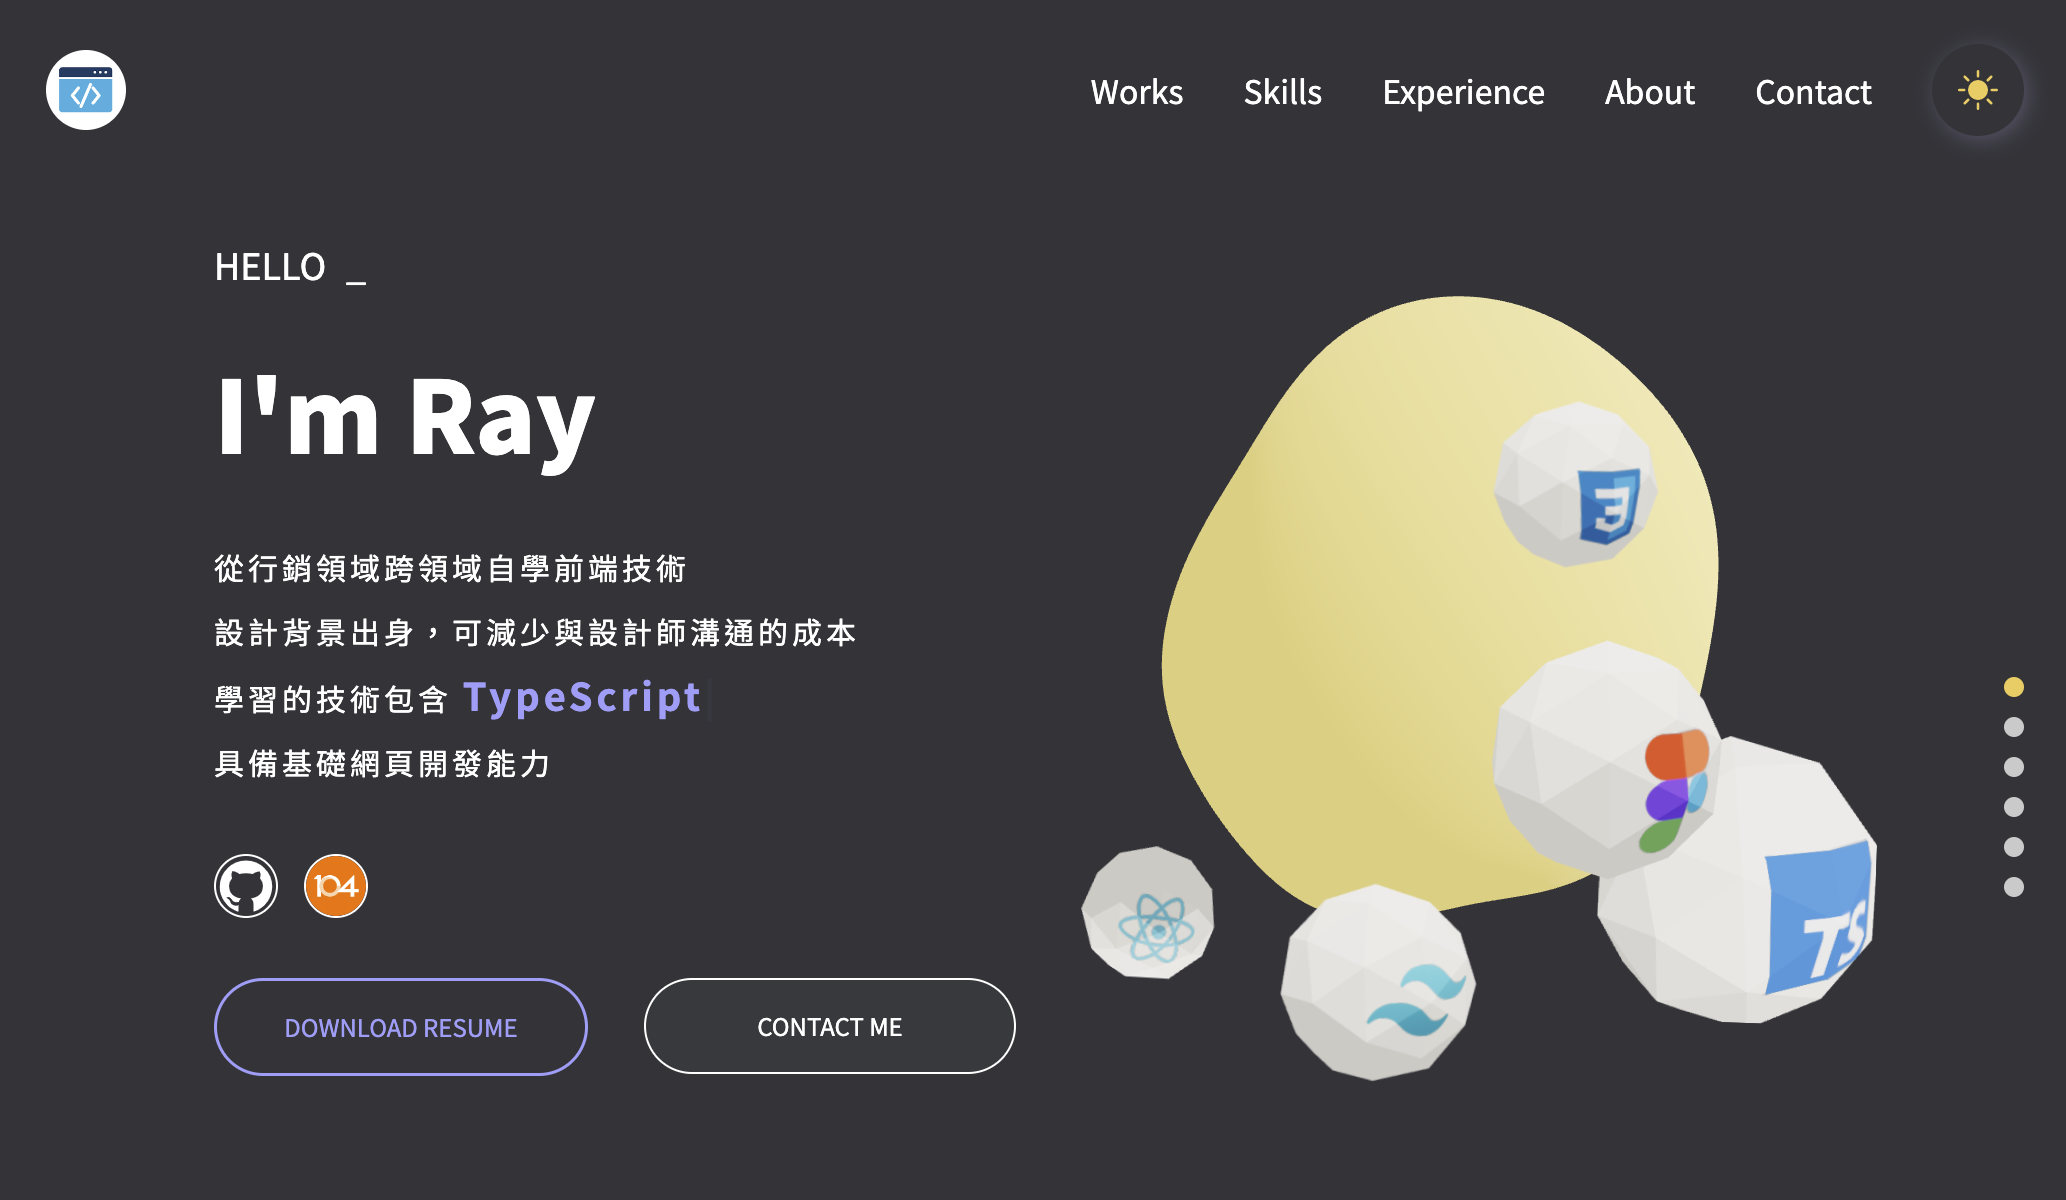 Works Skills Experience About Contact
HELLO _
I'm Ray
從行銷領域跨領域自學前端技術
設計背景出身，可減少與設計師溝通的成本
學習的技術包含 TypeScript
具備基礎網頁開發能力
104
DOWNLOAD RESUME
CONTACT ME
TS